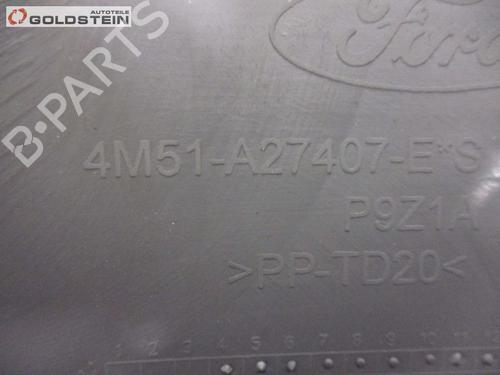 AUTOTEILE
GOLDSTEIN
B-PARTS
Ford
4M51-A27407-E*S
P9Z1A
>PP-TD20<
1 2 3 4 5 6 7 8 9 10 11